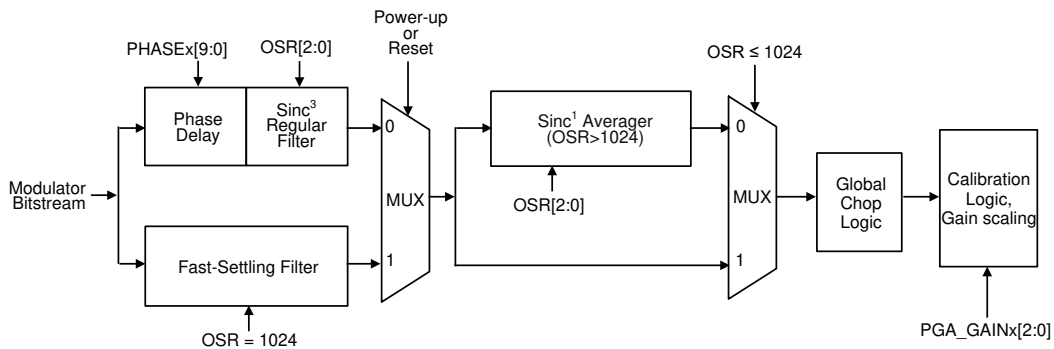 Power-up
or
Reset
PHASEx[9:0]
OSR[2:0]
OSR ≤ 1024
Phase
Delay
Sinc³
Regular
Filter
0
Sinc¹ Averager
(OSR>1024)
0
Modulator
Bitstream
MUX
OSR[2:0]
MUX
Global
Chop
Logic
Calibration
Logic,
Gain scaling
Fast-Settling Filter
1
1
OSR = 1024
PGA_GAINx[2:0]